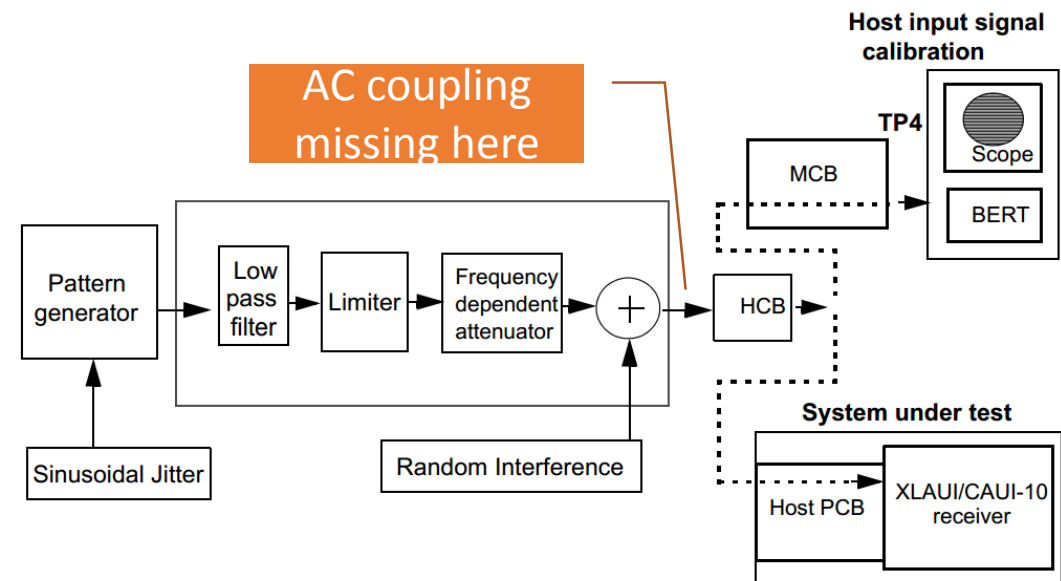 Host input signal
calibration
AC coupling
missing here
TP4
Scope
MCB
BERT
Pattern
generator
Low
pass
filter
Limiter
Frequency
dependent
attenuator
+
HCB
Sinusoidal Jitter
Random Interference
System under test
Host PCB
XLAUI/CAUI-10
receiver